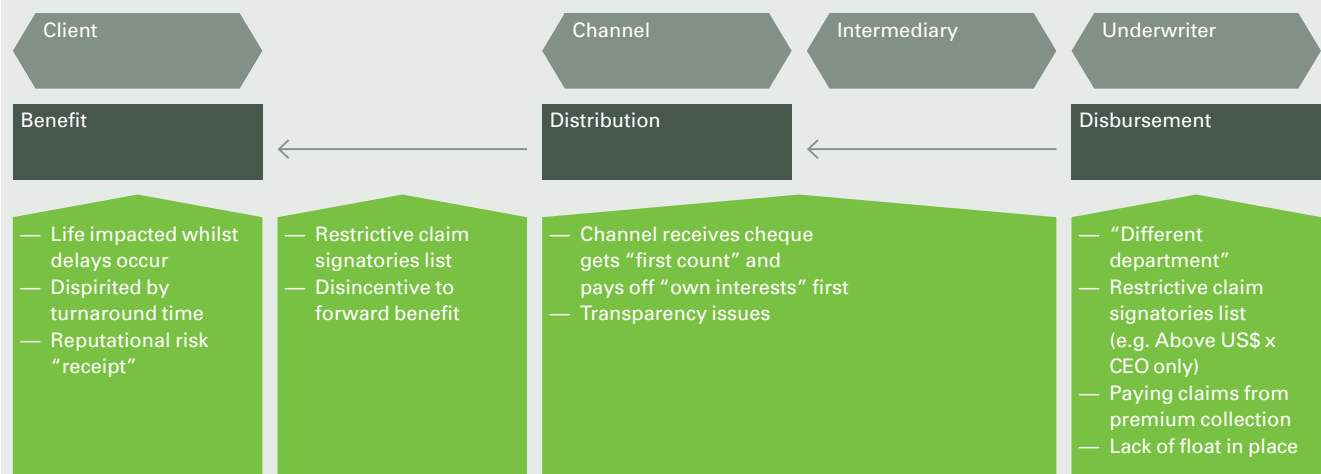 Client
Channel
Intermediary
Underwriter
Benefit
Distribution
Disbursement
— Life impacted whilst
delays occur
— Dispirited by
turnaround time
— Reputational risk
“receipt”
— Restrictive claim
signatories list
— Disincentive to
forward benefit
— Channel receives cheque
gets “first count” and
pays off “own interests” first
— Transparency issues
— “Different
department”
— Restrictive claim
signatories list
(e.g. Above US$ x
CEO only)
— Paying claims from
premium collection
— Lack of float in place